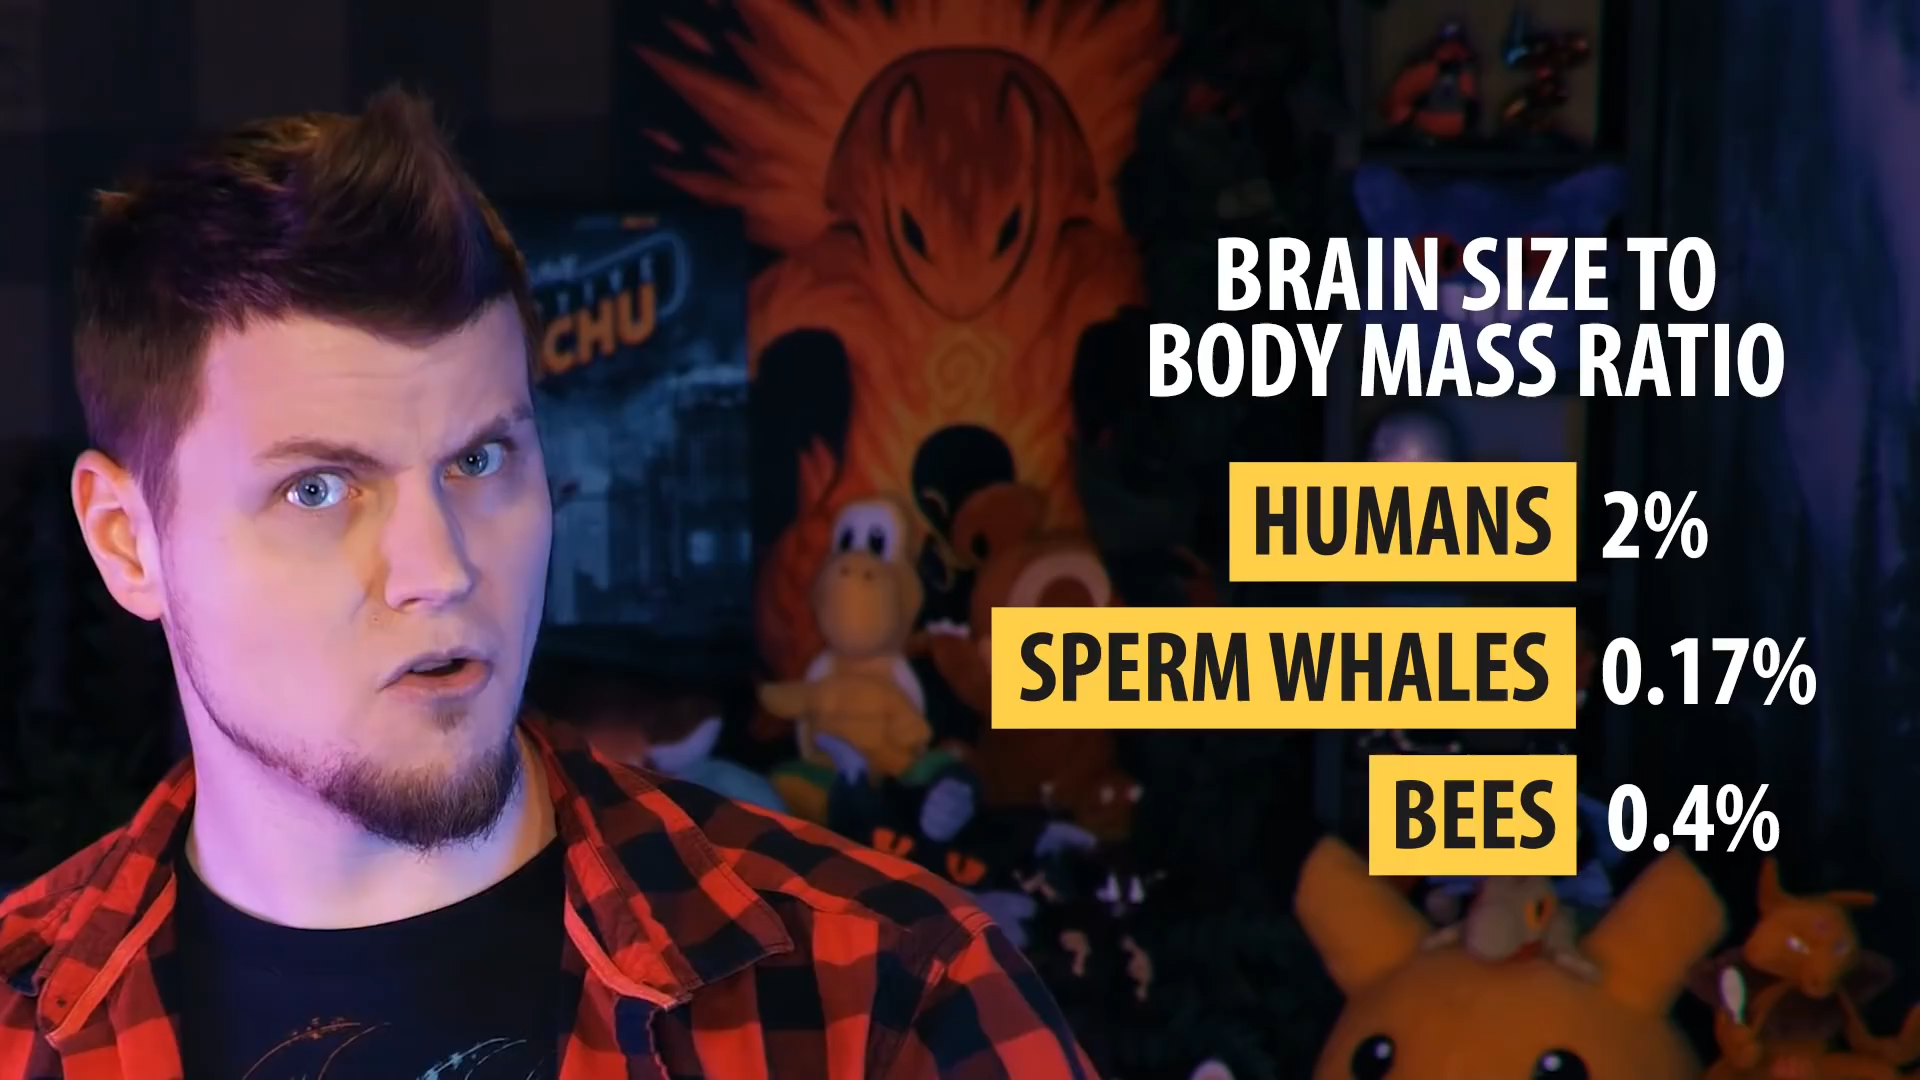 BRAIN SIZE TO
BODY MASS RATIO
HUMANS 2%
SPERM WHALES 0.17%
BEES 0.4%
CHU